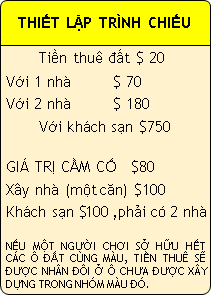 THIẾT LẬP TRÌNH CHIẾU
Tiền thuê đất $ 20
Với 1 nhà $ 70
Với 2 nhà $ 180
Với khách sạn $750
GIÁ TRỊ CẦM CỐ $80
Xây nhà (một căn) $100
Khách sạn $100 ,phải có 2 nhà
NẾU MỘT NGƯỜI CHƠI SỞ HỮU HẾT
CÁC Ô ĐẤT CÙNG MÀU, TIỀN THUÊ SẼ
ĐƯỢC NHÂN ĐÔI Ở Ô CHƯA ĐƯỢC XÂY
DỰNG TRONG NHÓM MÀU ĐÓ.